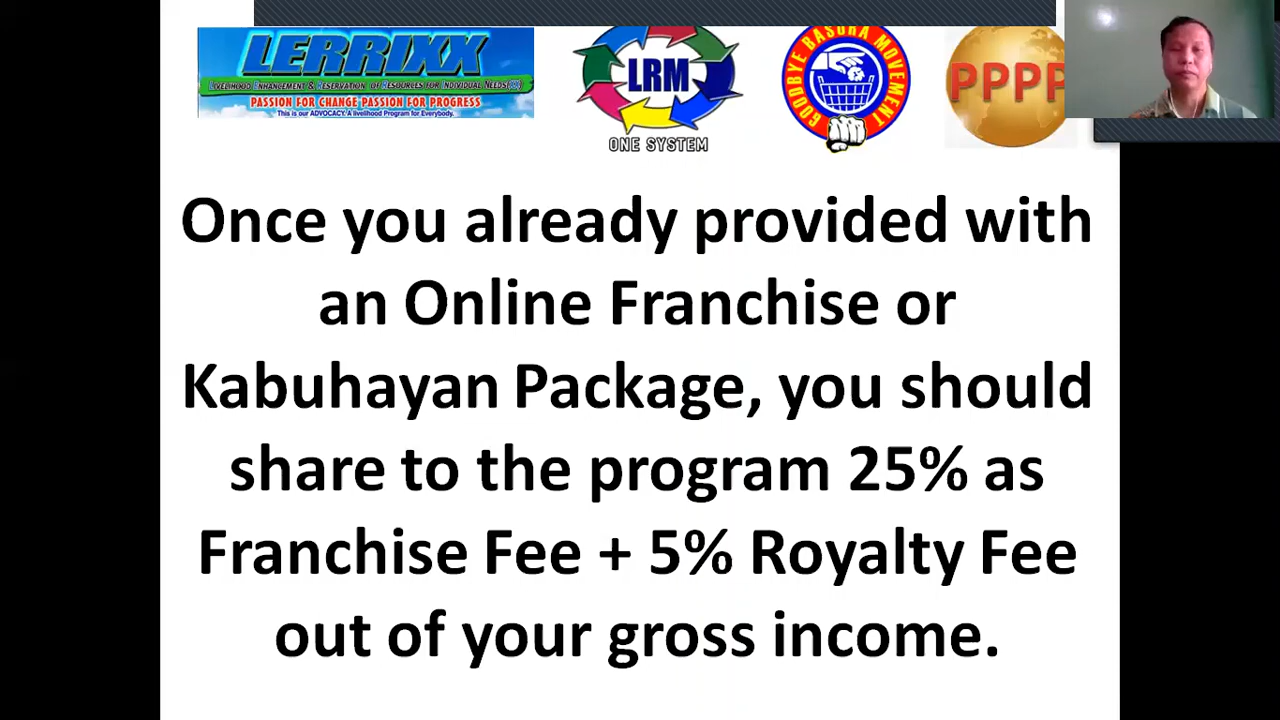 LERRIXX
LIVELIHOOD ENHANCEMENT & RESERVATION OF RESOURCES FOR INDIVIDUAL NEEDS
PASSION FOR CHANGE PASSION FOR PROGRESS
This is our ADVOCACY. A livelihood Program for Everybody.
LRM
ONE SYSTEM
GOODBYE BASURA MOVEMENT
PPPP
Once you already provided with
an Online Franchise or
Kabuhayan Package, you should
share to the program 25% as
Franchise Fee + 5% Royalty Fee
out of your gross income.